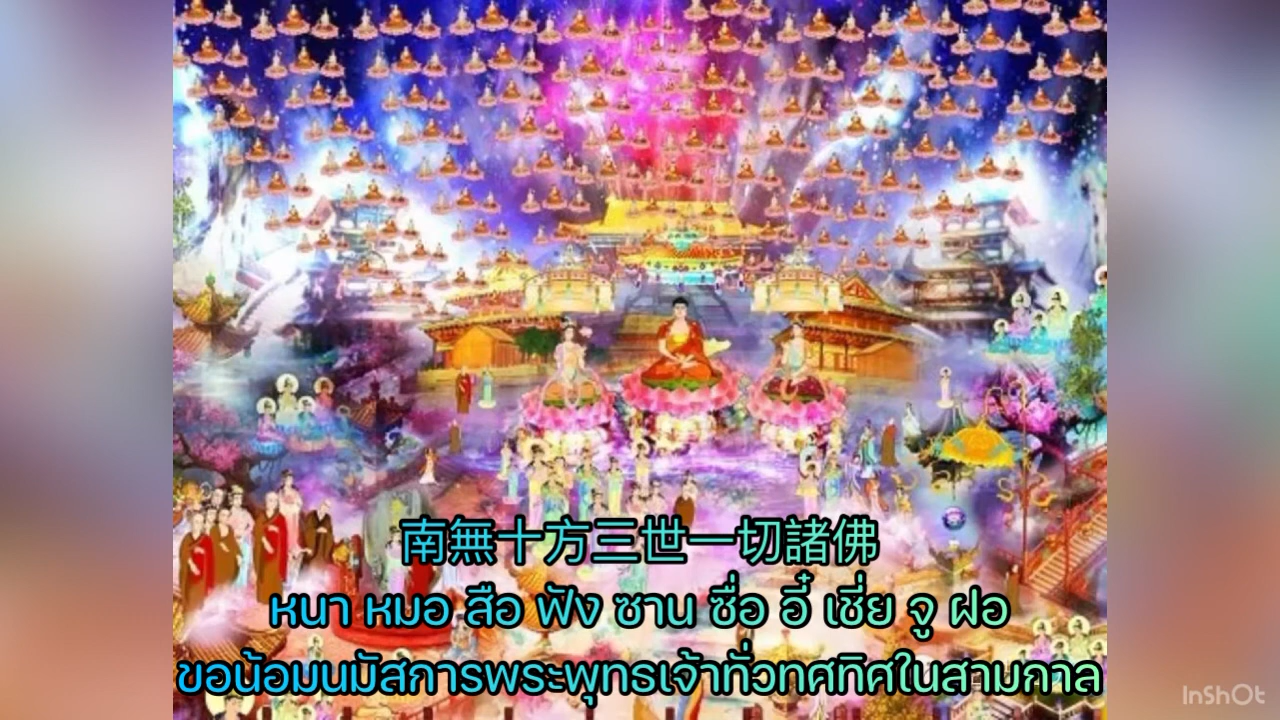 南無十方三世一切諸佛
หนา หมอ สือ ฟัง ซาน ซื่อ อี๋ เชี่ย จู ฝอ
ขอน้อมนมัสการพระพุทธเจ้าทั่วทศทิศในสามกาล
InShOt